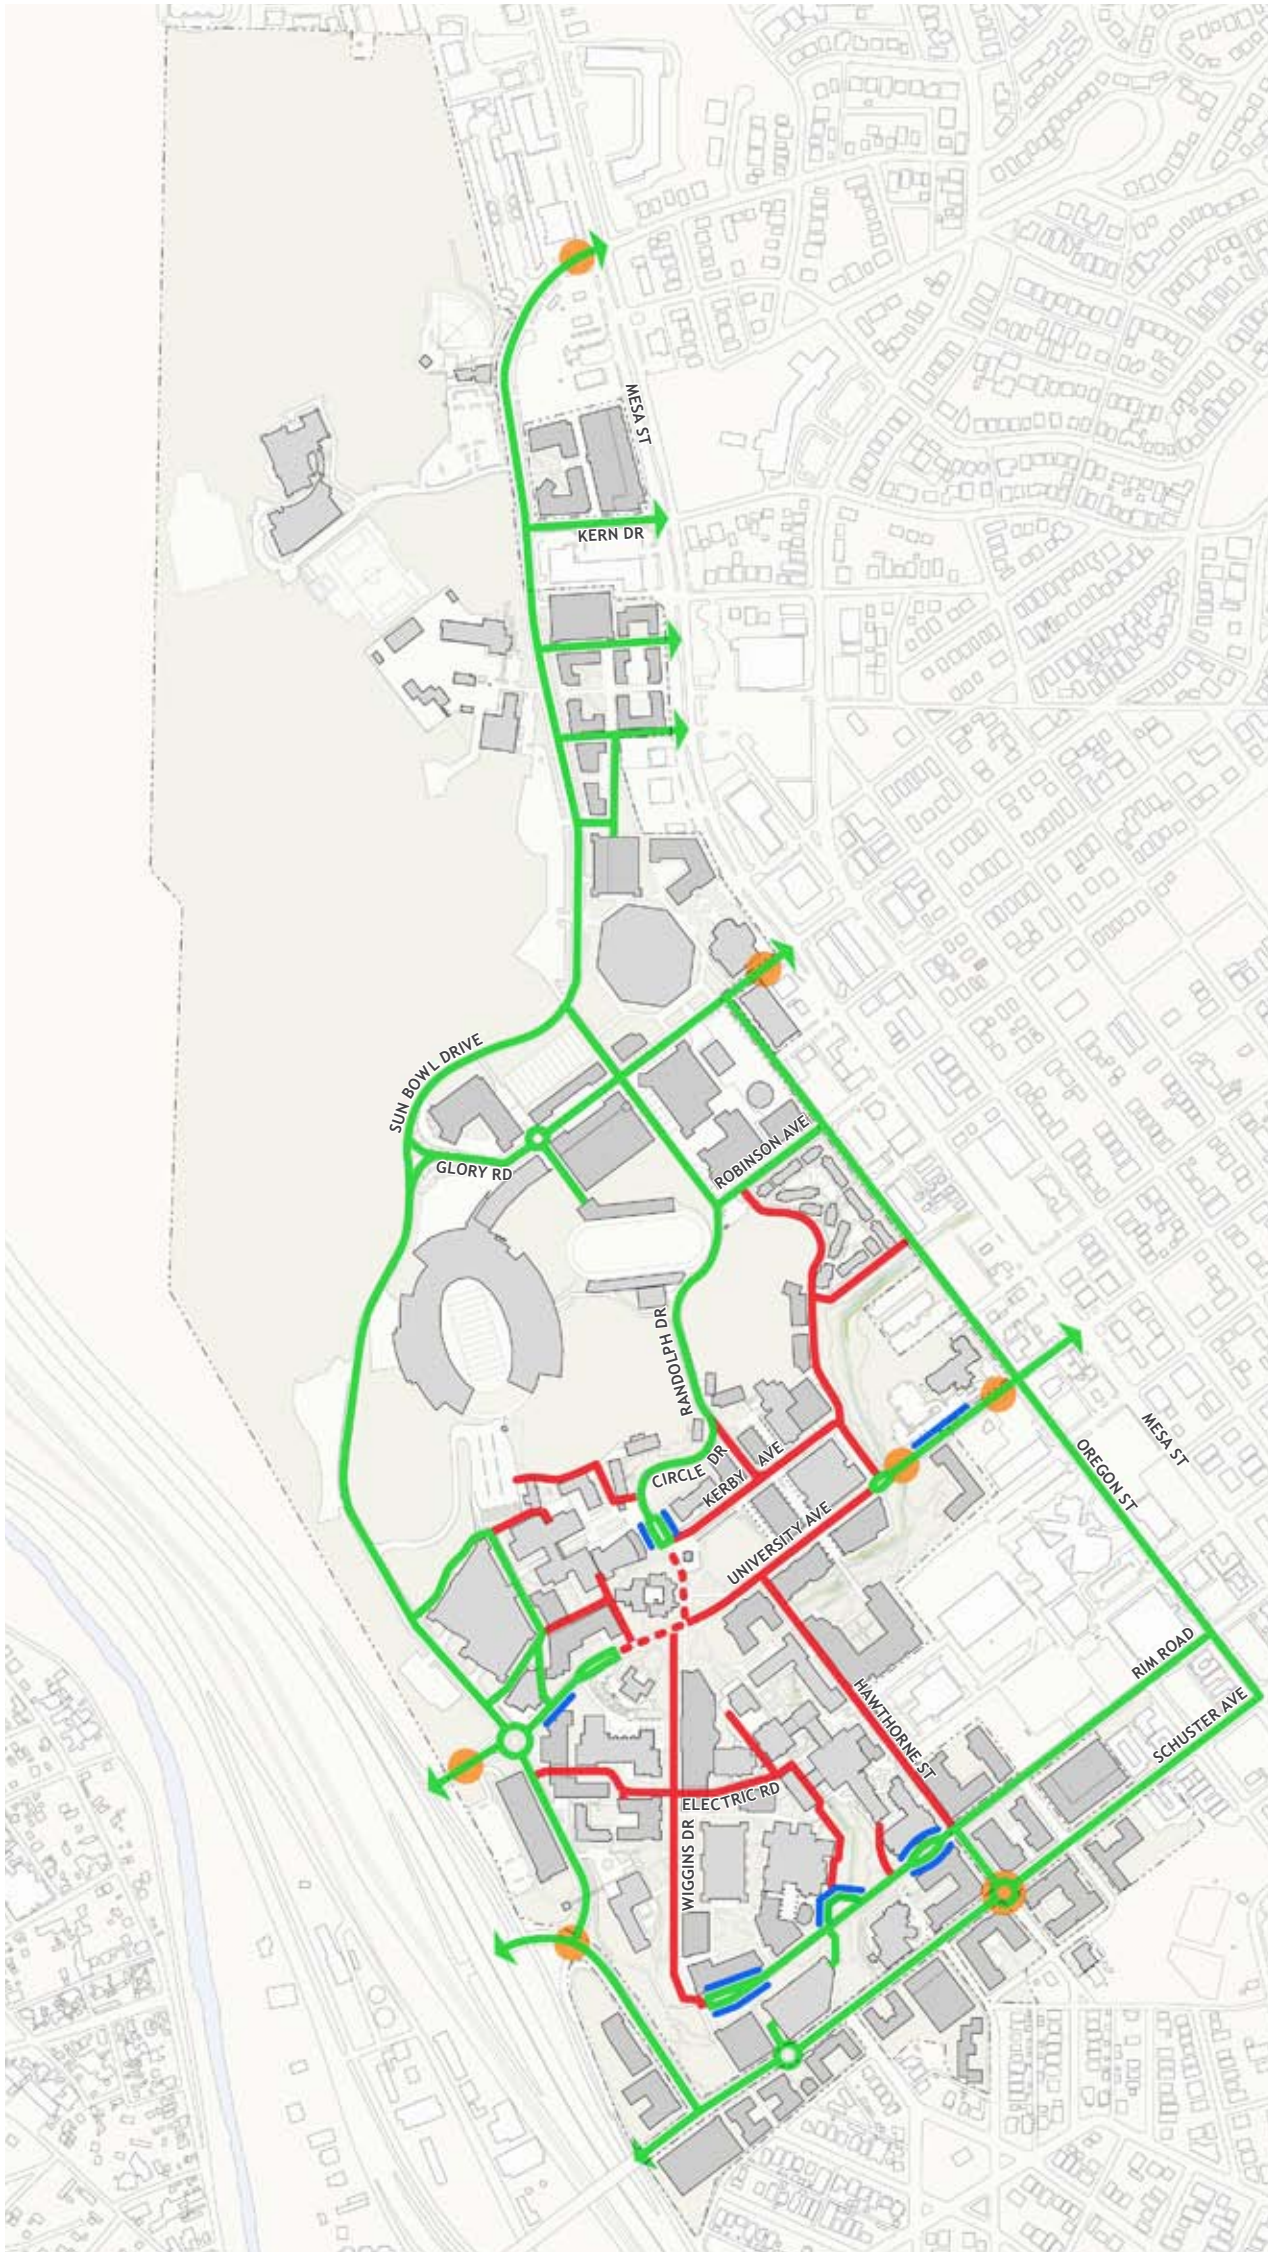 MESA ST
KERN DR
SUN BOWL DRIVE
ROBINSON AVE
GLORY RD
RANDOLPH DR
MESA ST
CIRCLE DR
KERBY AVE
OREGON ST
UNIVERSITY AVE
RIM ROAD
HAWTHORNE ST
SCHUSTER AVE
ELECTRIC RD
WIGGINS DR